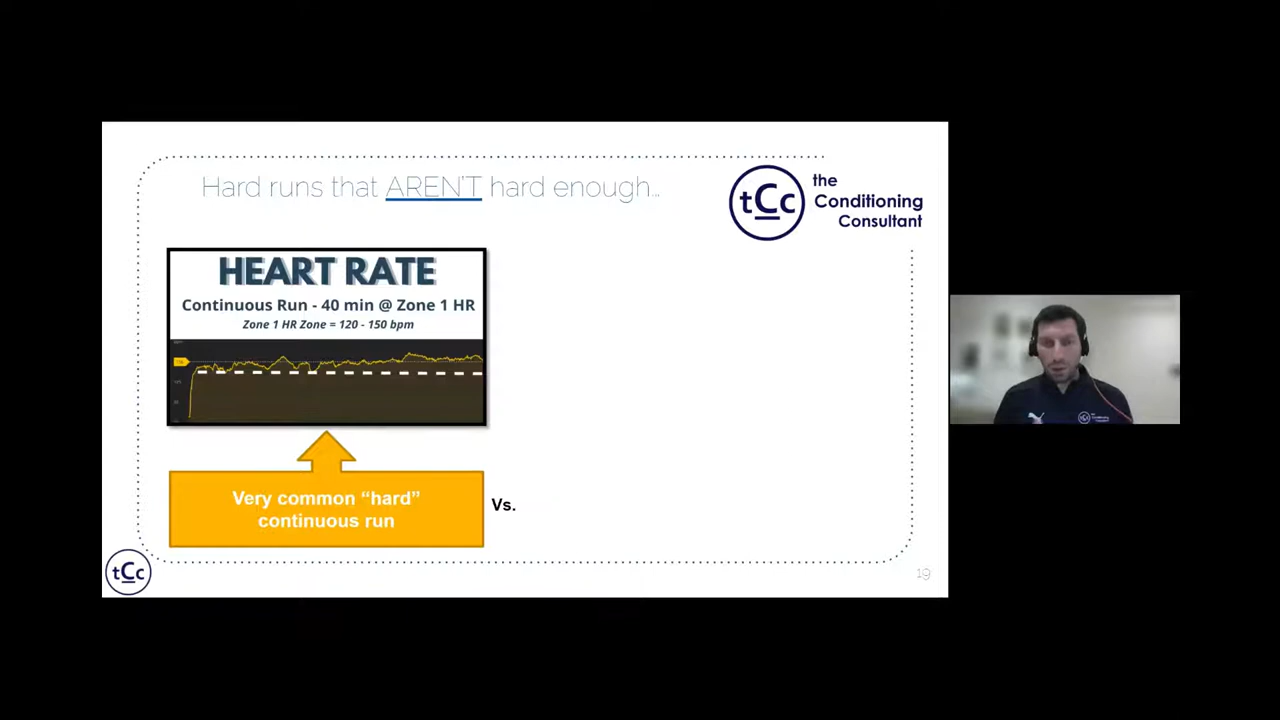 Hard runs that AREN'T hard enough...
tCc
the
Conditioning
Consultant
HEART RATE
Continuous Run - 40 min @ Zone 1 HR
Zone 1 HR Zone = 120 - 150 bpm
Very common “hard”
continuous run
Vs.
tCc
19